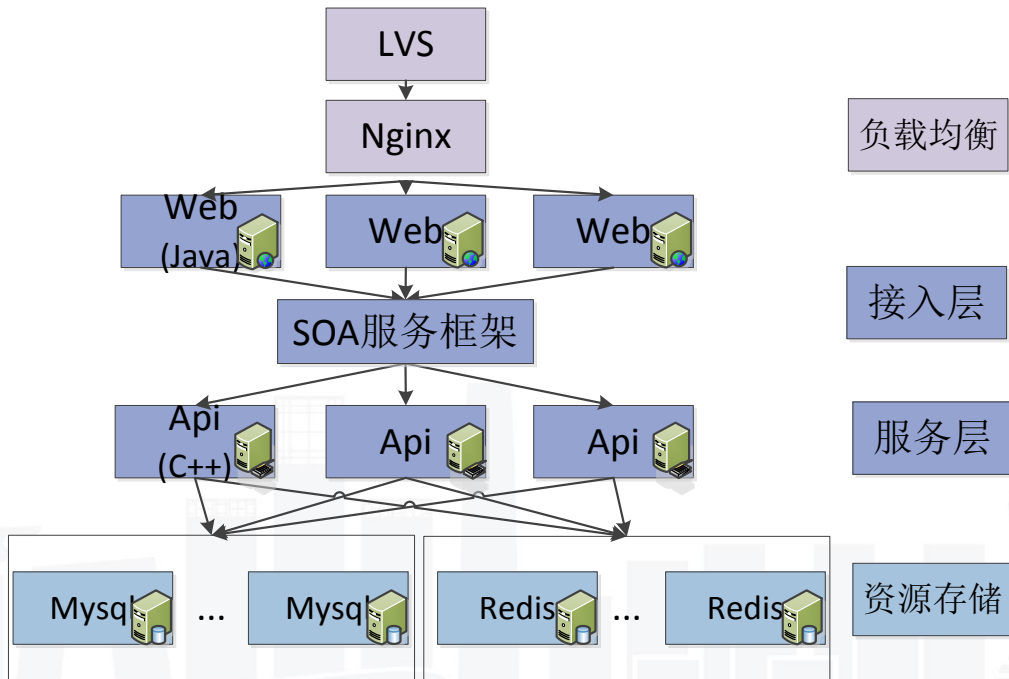 LVS
Nginx
负载均衡
Web
(Java)
Web
Web
SOA服务框架
接入层
Api
(C++)
Api
Api
服务层
Mysql
...
Mysql
Redis
...
Redis
资源存储